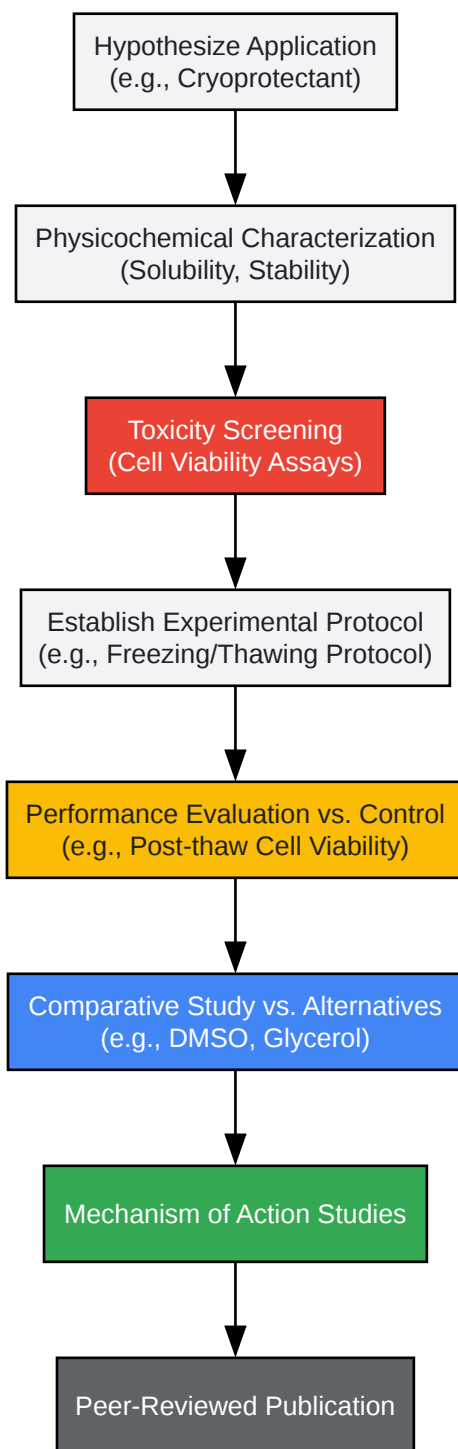 Hypothesize Application
(e.g., Cryoprotectant)
Physicochemical Characterization
(Solubility, Stability)
Toxicity Screening
(Cell Viability Assays)
Establish Experimental Protocol
(e.g., Freezing/Thawing Protocol)
Performance Evaluation vs. Control
(e.g., Post-thaw Cell Viability)
Comparative Study vs. Alternatives
(e.g., DMSO, Glycerol)
Mechanism of Action Studies
Peer-Reviewed Publication